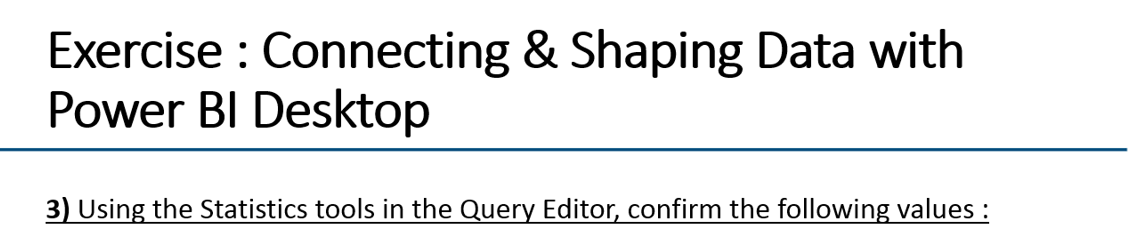 Exercise : Connecting & Shaping Data with
Power BI Desktop
3) Using the Statistics tools in the Query Editor, confirm the following values :